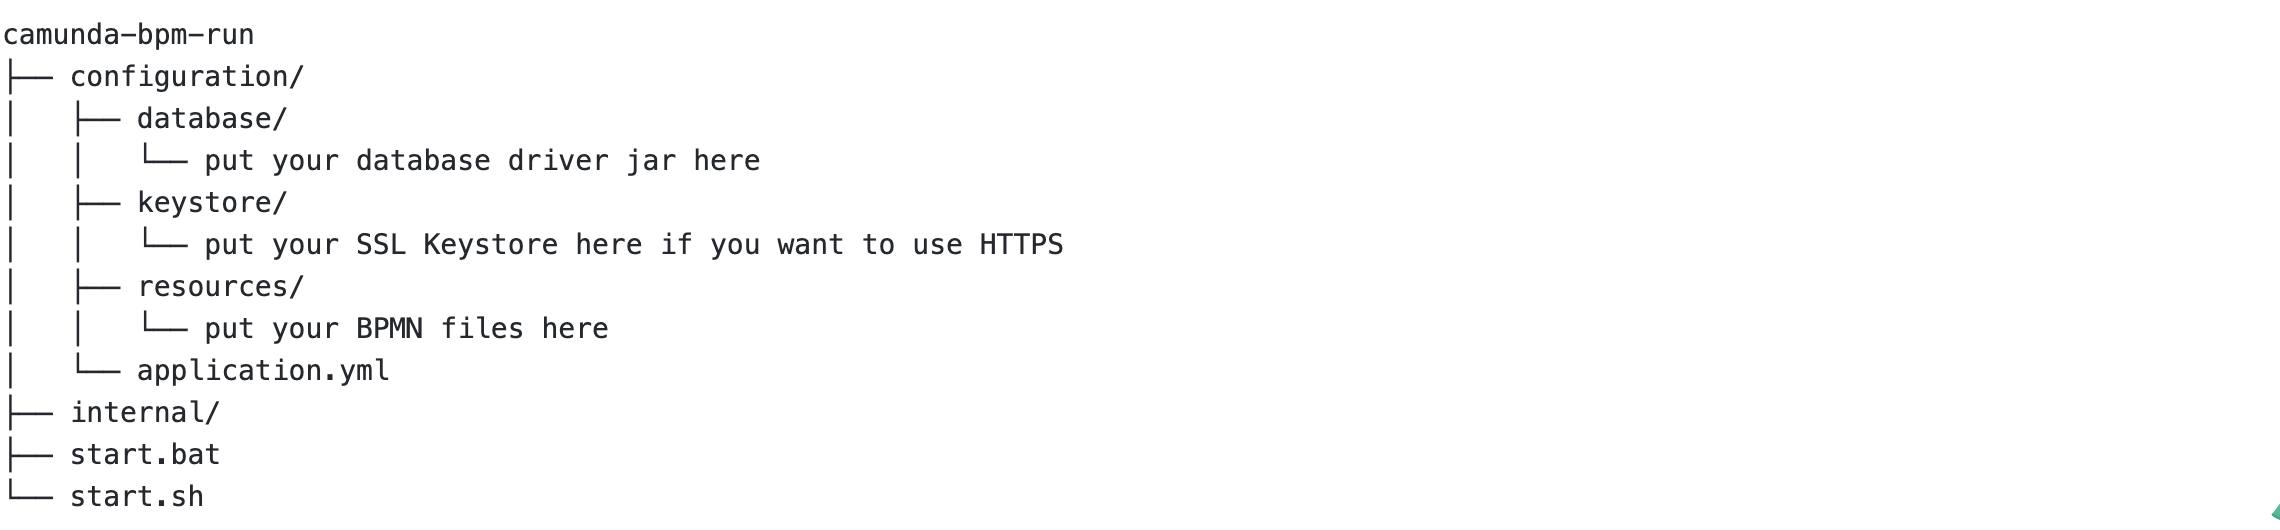 camunda-bpm-run
├── configuration/
│   ├── database/
│   │   └── put your database driver jar here
│   ├── keystore/
│   │   └── put your SSL Keystore here if you want to use HTTPS
│   ├── resources/
│   │   └── put your BPMN files here
│   └── application.yml
├── internal/
├── start.bat
└── start.sh